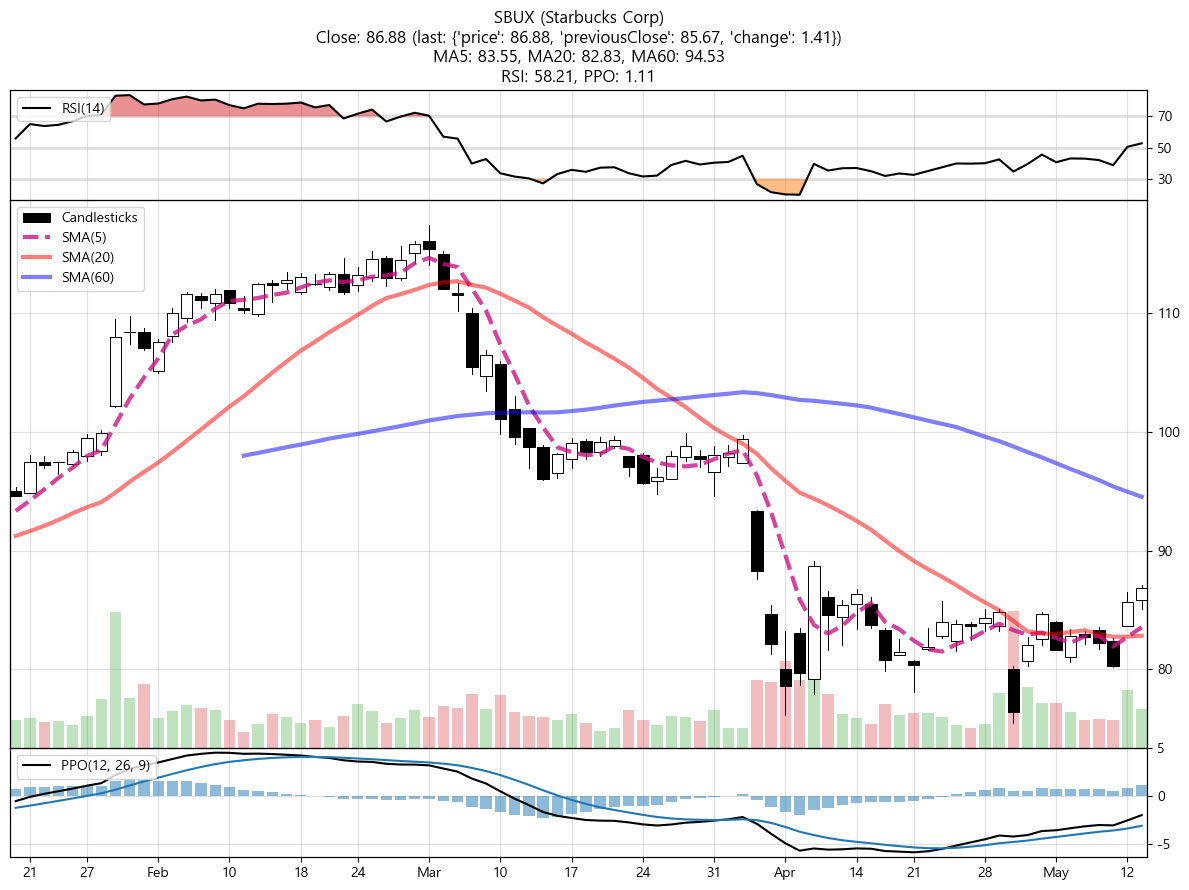 SBUX (Starbucks Corp)
Close: 86.88 (last: {'price': 86.88, 'previousClose': 85.67, 'change': 1.41})
MA5: 83.55, MA20: 82.83, MA60: 94.53
RSI: 58.21, PPO: 1.11
RSI(14)
70
50
30
Candlesticks
SMA(5)
SMA(20)
SMA(60)
110
100
90
80
PPO(12, 26, 9)
5
0
-5
21 27 Feb 10 18 24 Mar 10 17 24 31 Apr 14 21 28 May 12